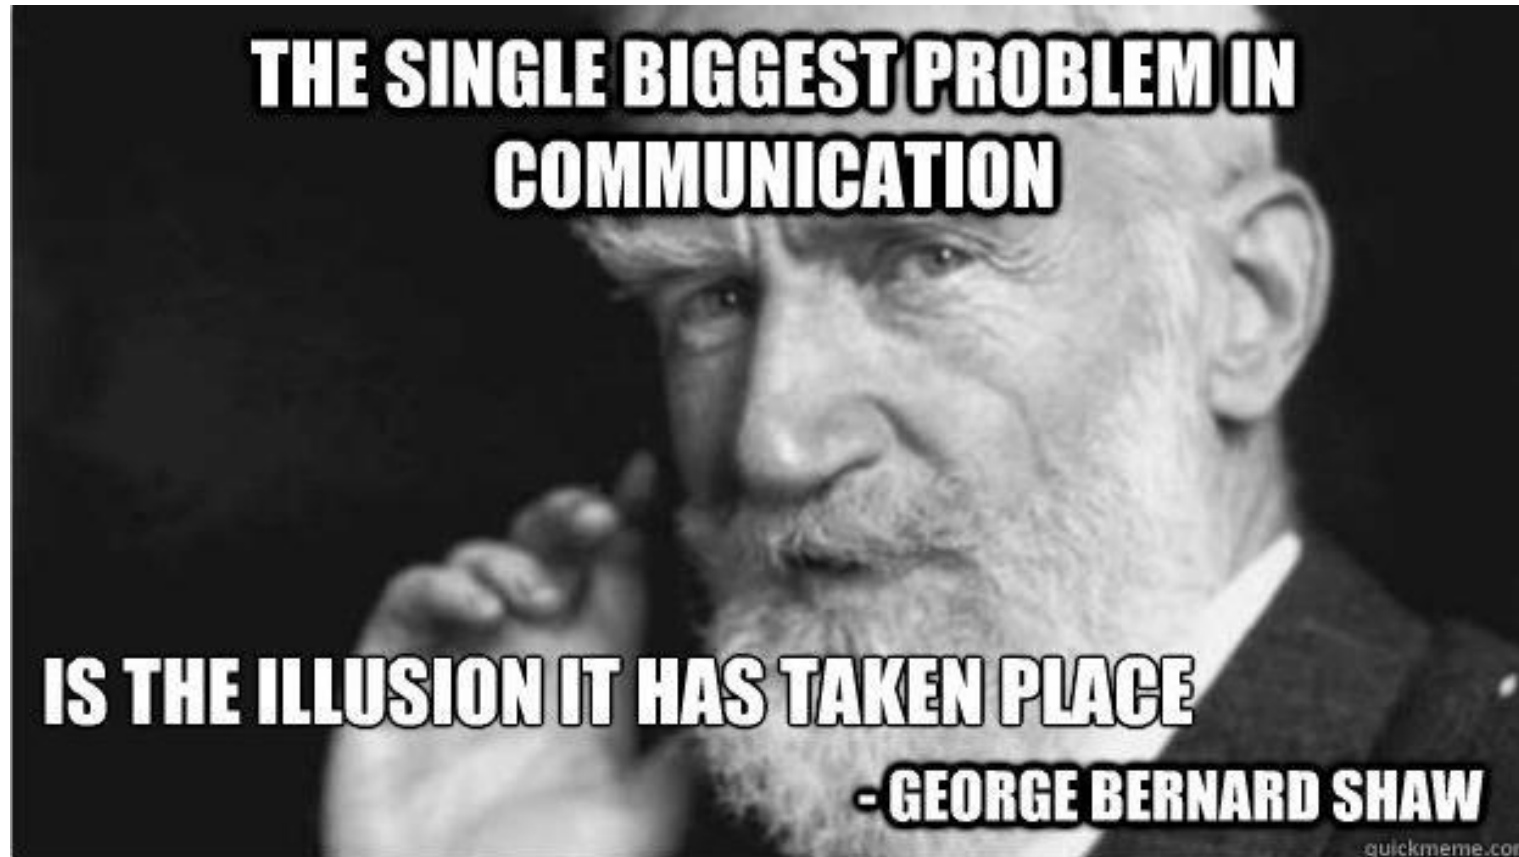 THE SINGLE BIGGEST PROBLEM IN
COMMUNICATION
IS THE ILLUSION IT HAS TAKEN PLACE
- GEORGE BERNARD SHAW
quickmeme.com